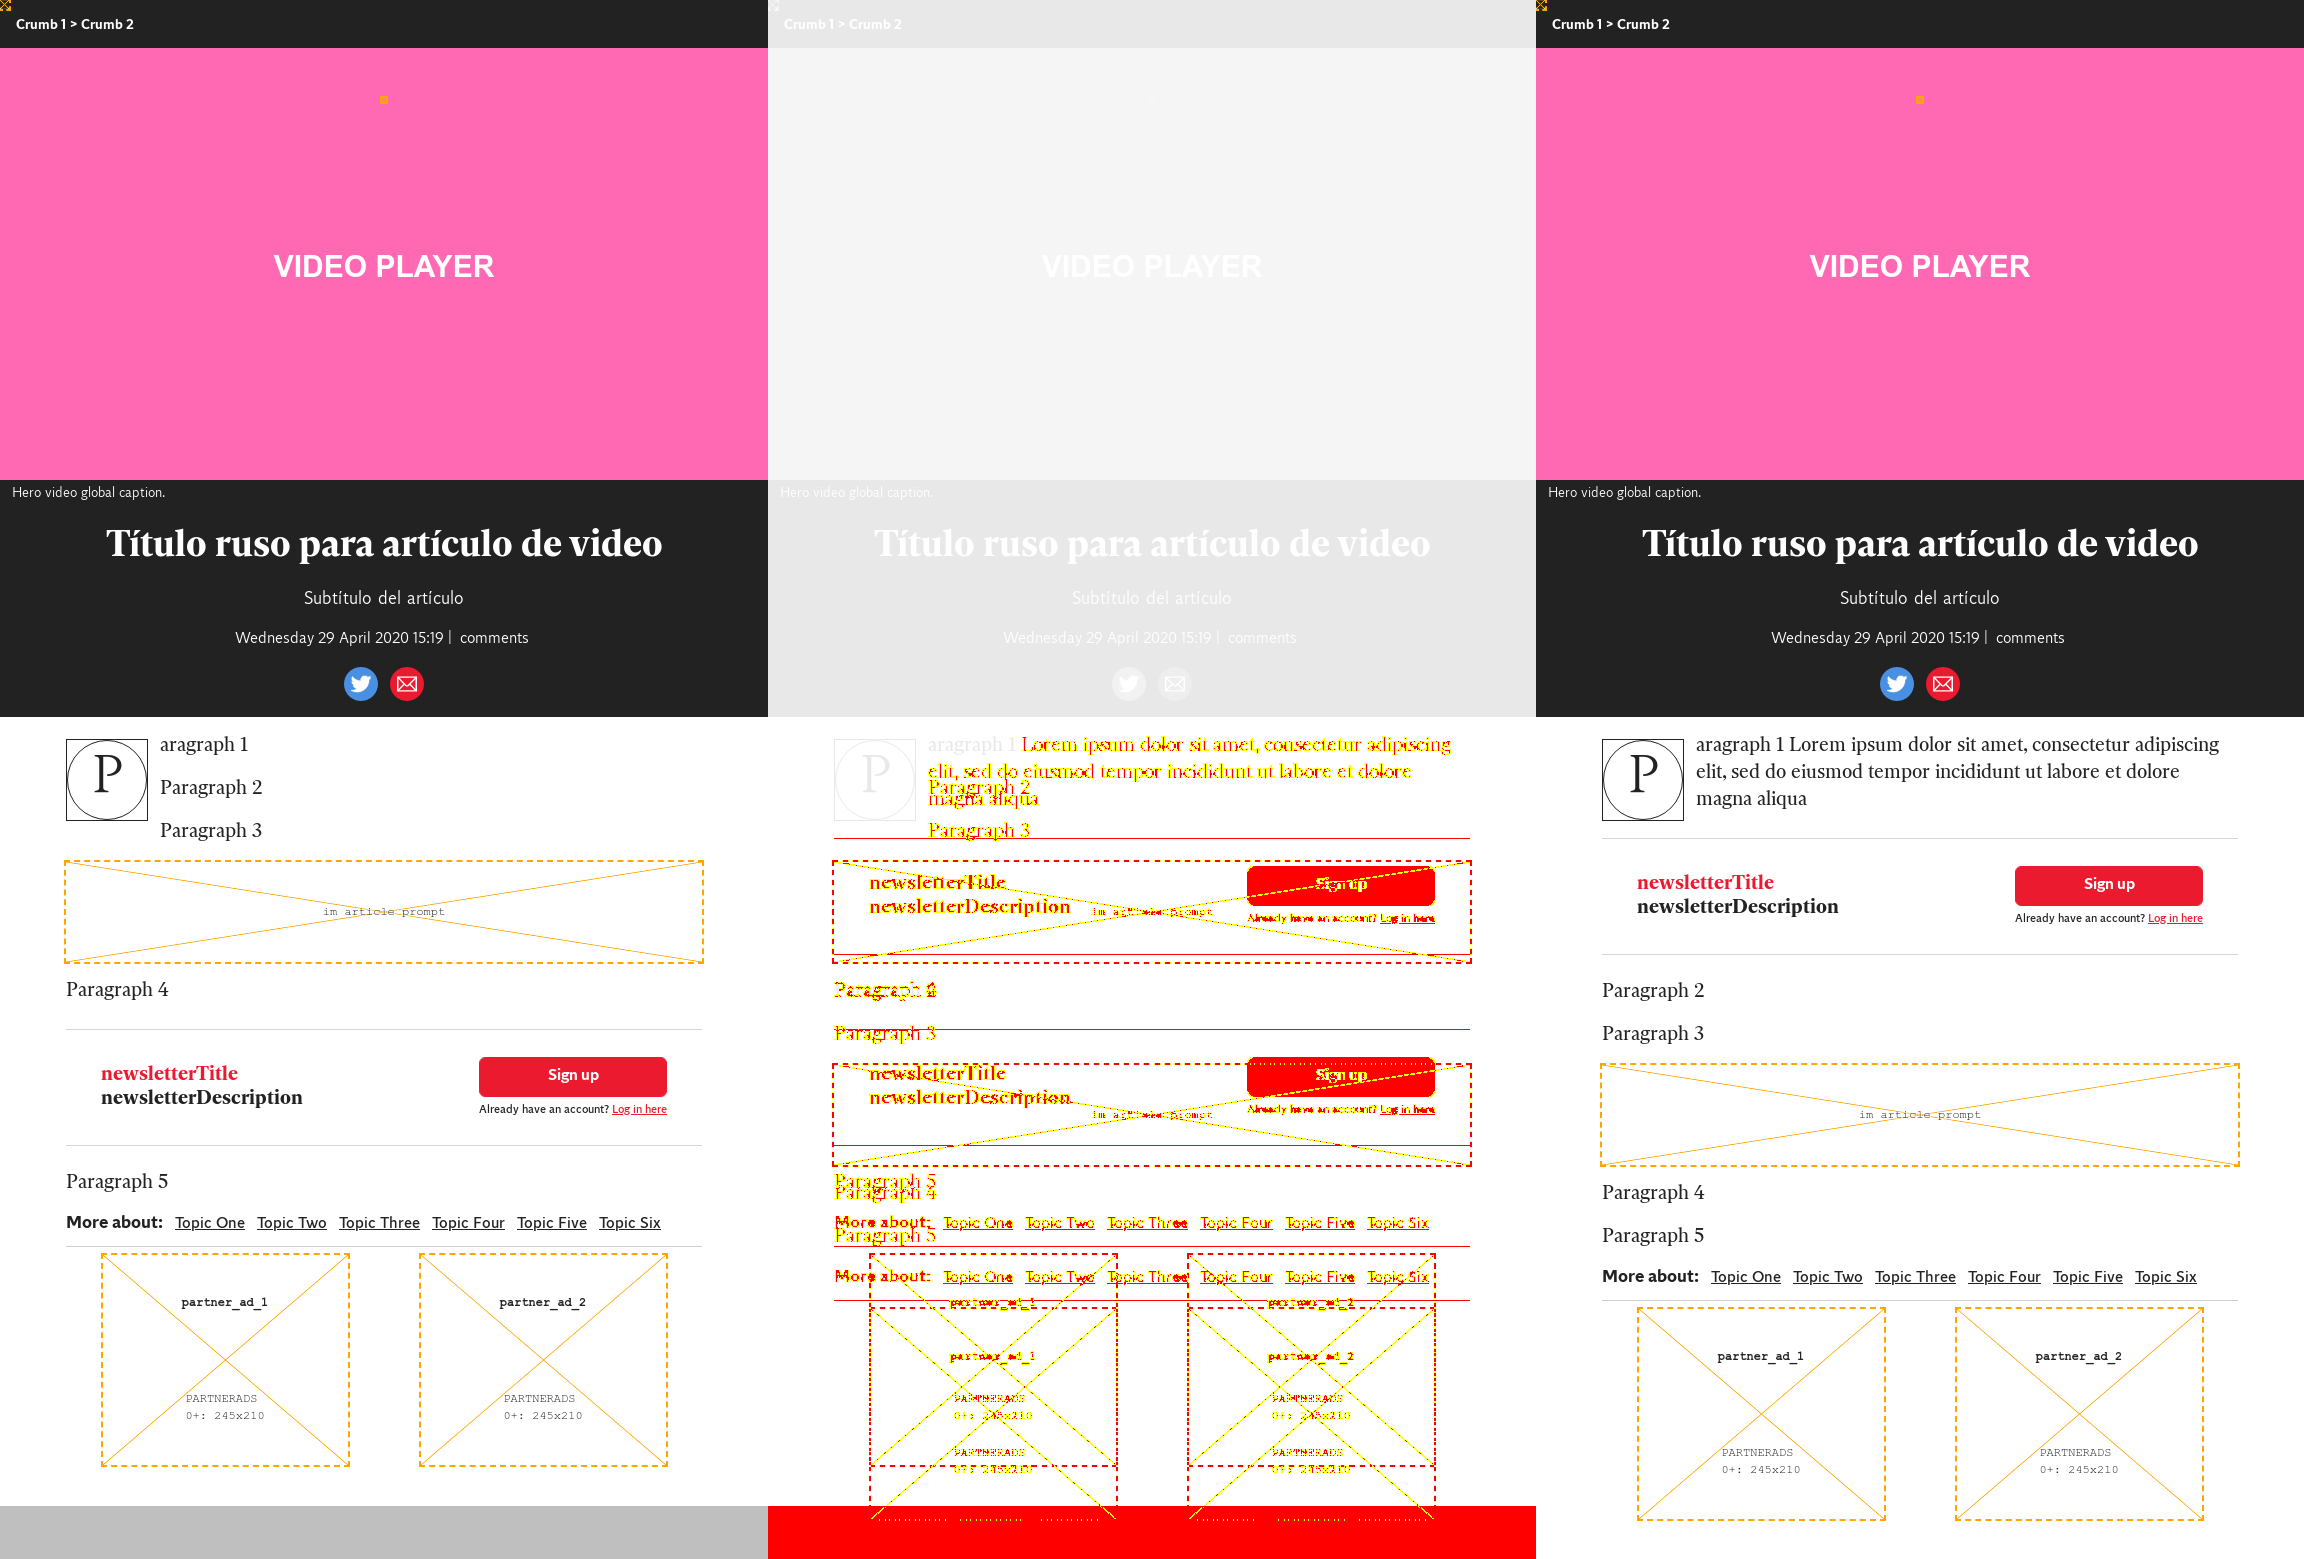 Crumb 1 > Crumb 2
VIDEO PLAYER
Hero video global caption.
Título ruso para artículo de video
Subtítulo del artículo
Wednesday 29 April 2020 15:19 | comments
P
aragraph 1
Paragraph 2
Paragraph 3
im article prompt
Paragraph 4
newsletterTitle
newsletterDescription
Sign up
Already have an account? Log in here
Paragraph 5
More about: Topic One Topic Two Topic Three Topic Four Topic Five Topic Six
partner_ad_1
PARTNERADS
0+: 245x210
partner_ad_2
PARTNERADS
0+: 245x210
Crumb 1 > Crumb 2
VIDEO PLAYER
Hero video global caption.
Título ruso para artículo de video
Subtítulo del artículo
Wednesday 29 April 2020 15:19 | comments
P
aragraph 1 Lorem ipsum dolor sit amet, consectetur adipiscing
elit, sed do eiusmod tempor incididunt ut labore et dolore
Paragraph 2
magna aliqua
Paragraph 3
newsletterTitle
newsletterDescription
im article prompt
Sign up
Already have an account? Log in here
Paragraph
Paragraph 3
newsletterTitle
newsletterDescription
im article prompt
Sign up
Already have an account? Log in here
Paragraph 5
Paragraph 4
More about: Topic One Topic Two Topic Three Topic Four Topic Five Topic Six
Paragraph 5
More about: Topic One Topic Two Topic Three Topic Four Topic Five Topic Six
partner_ad_1
partner_ad_1
PARTNERADS
0+: 245x210
PARTNERADS
0+: 245x210
partner_ad_2
partner_ad_2
PARTNERADS
0+: 245x210
PARTNERADS
0+: 245x210
Crumb 1 > Crumb 2
VIDEO PLAYER
Hero video global caption.
Título ruso para artículo de video
Subtítulo del artículo
Wednesday 29 April 2020 15:19 | comments
P
aragraph 1 Lorem ipsum dolor sit amet, consectetur adipiscing
elit, sed do eiusmod tempor incididunt ut labore et dolore
magna aliqua
newsletterTitle
newsletterDescription
Sign up
Already have an account? Log in here
Paragraph 2
Paragraph 3
im article prompt
Paragraph 4
Paragraph 5
More about: Topic One Topic Two Topic Three Topic Four Topic Five Topic Six
partner_ad_1
PARTNERADS
0+: 245x210
partner_ad_2
PARTNERADS
0+: 245x210